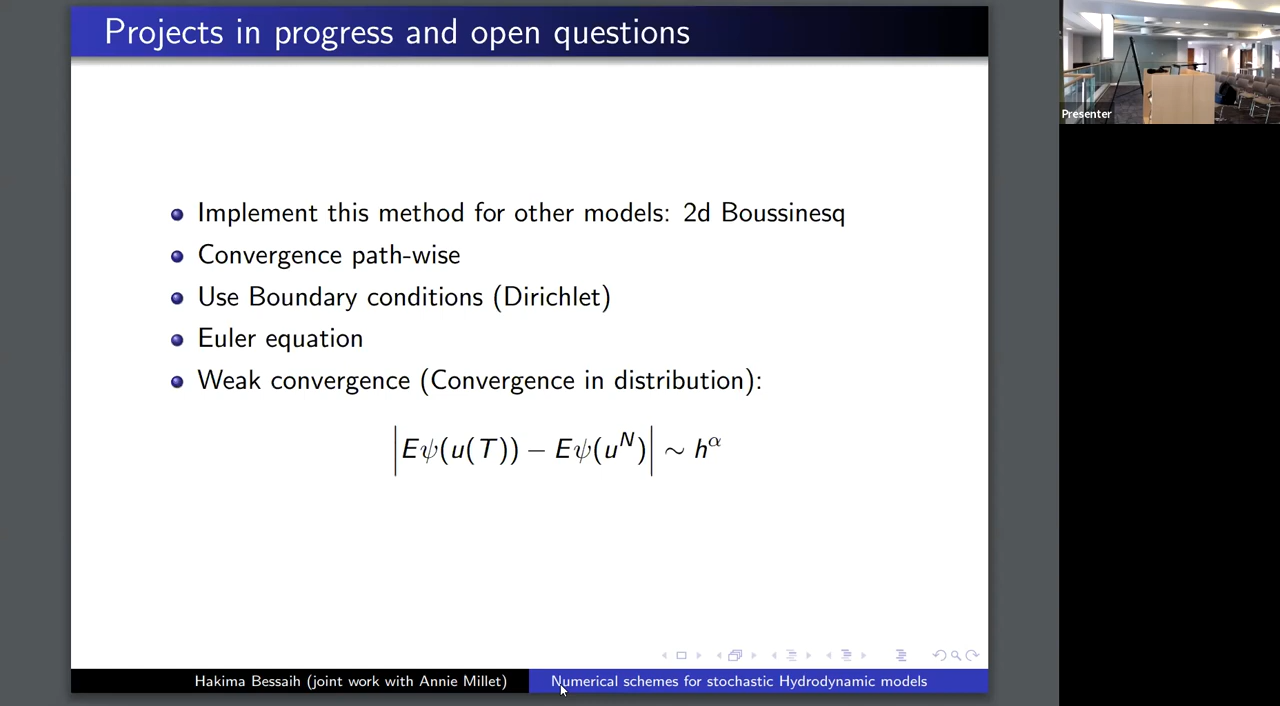 Projects in progress and open questions
Presenter
Implement this method for other models: 2d Boussinesq
Convergence path-wise
Use Boundary conditions (Dirichlet)
Euler equation
Weak convergence (Convergence in distribution):
|Eψ(u(T)) − Eψ(u^N)| ∼ h^α
Hakima Bessaih (joint work with Annie Millet)
Numerical schemes for stochastic Hydrodynamic models